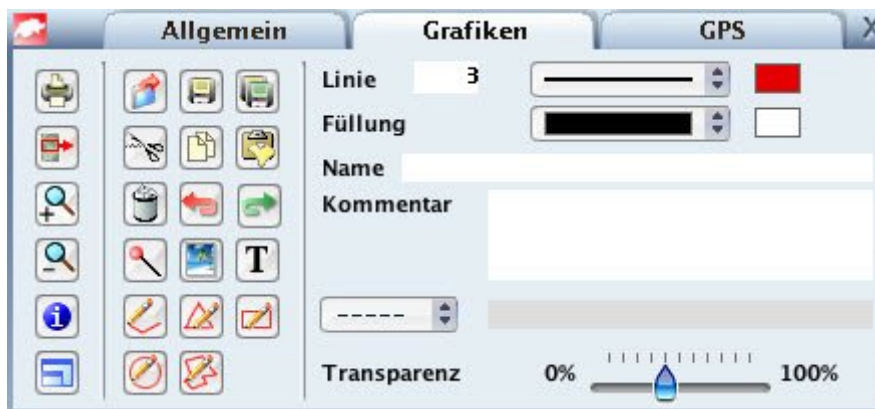 Allgemein Grafiken GPS X
Linie 3
Füllung
Name
Kommentar
T
-----
Transparenz 0% 100%